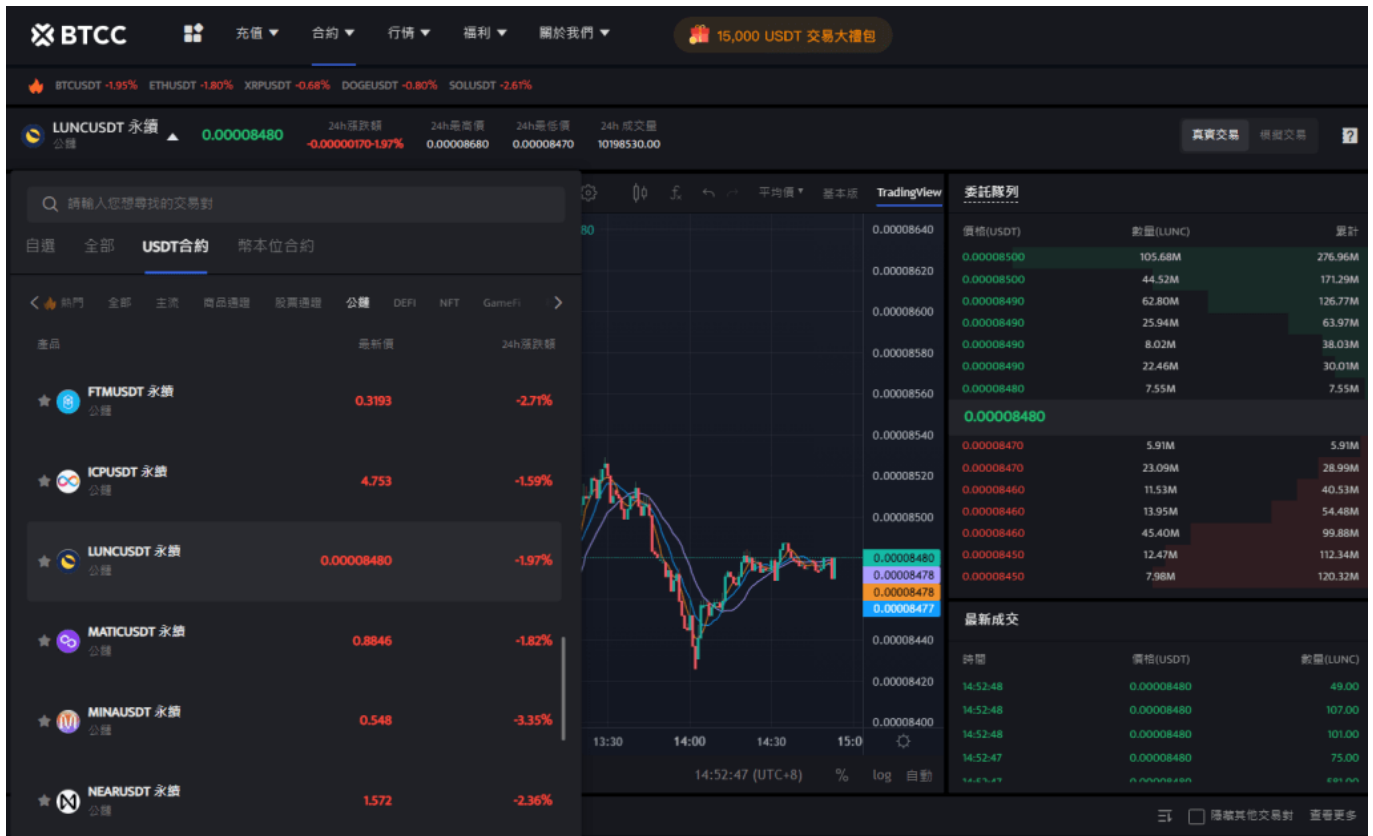 BTCC 充值 合約 行情 福利 關於我們 15,000 USDT 交易大禮包
BTCUSDT -1.95% ETHUSDT -1.80% XRPUSDT -0.68% DOGEUSDT -0.80% SOLUSDT -2.61%
LUNCUSDT 永續
公鏈
0.00008480
24h漲跌額 24h最高價 24h最低價 24h 成交量
-0.00000170-1.97% 0.00008680 0.00008470 10198530.00
真實交易 模擬交易
請輸入您想尋找的交易對
自選 全部 USDT合約 幣本位合約
熱門 全部 主流 商品通證 股票通證 公鏈 DEFI NFT GameFi
產品 最新價 24h漲跌額
FTMUSDT 永續
公鏈
0.3193 -2.71%
ICPUSDT 永續
公鏈
4.753 -1.59%
LUNCUSDT 永續
公鏈
0.00008480 -1.97%
MATICUSDT 永續
公鏈
0.8846 -1.82%
MINAUSDT 永續
公鏈
0.548 -3.35%
NEARUSDT 永續
公鏈
1.572 -2.36%
平均價 基本版 TradingView
80
0.00008640
0.00008620
0.00008600
0.00008580
0.00008560
0.00008540
0.00008520
0.00008500
0.00008480
0.00008478
0.00008478
0.00008477
0.00008440
0.00008420
0.00008400
13:30 14:00 14:30 15:0
14:52:47 (UTC+8) % log 自動
委託隊列
價格(USDT) 數量(LUNC) 累計
0.00008500 105.68M 276.96M
0.00008500 44.52M 171.29M
0.00008490 62.80M 126.77M
0.00008490 25.94M 63.97M
0.00008490 8.02M 38.03M
0.00008490 22.46M 30.01M
0.00008480 7.55M 7.55M
0.00008480
0.00008470 5.91M 5.91M
0.00008470 23.09M 28.99M
0.00008460 11.53M 40.53M
0.00008460 13.95M 54.48M
0.00008460 45.40M 99.88M
0.00008450 12.47M 112.34M
0.00008450 7.98M 120.32M
最新成交
時間 價格(USDT) 數量(LUNC)
14:52:48 0.00008480 49.00
14:52:48 0.00008480 107.00
14:52:48 0.00008480 101.00
14:52:47 0.00008480 75.00
14:52:47 0.00008480 581.00
隱藏其他交易對 查看更多